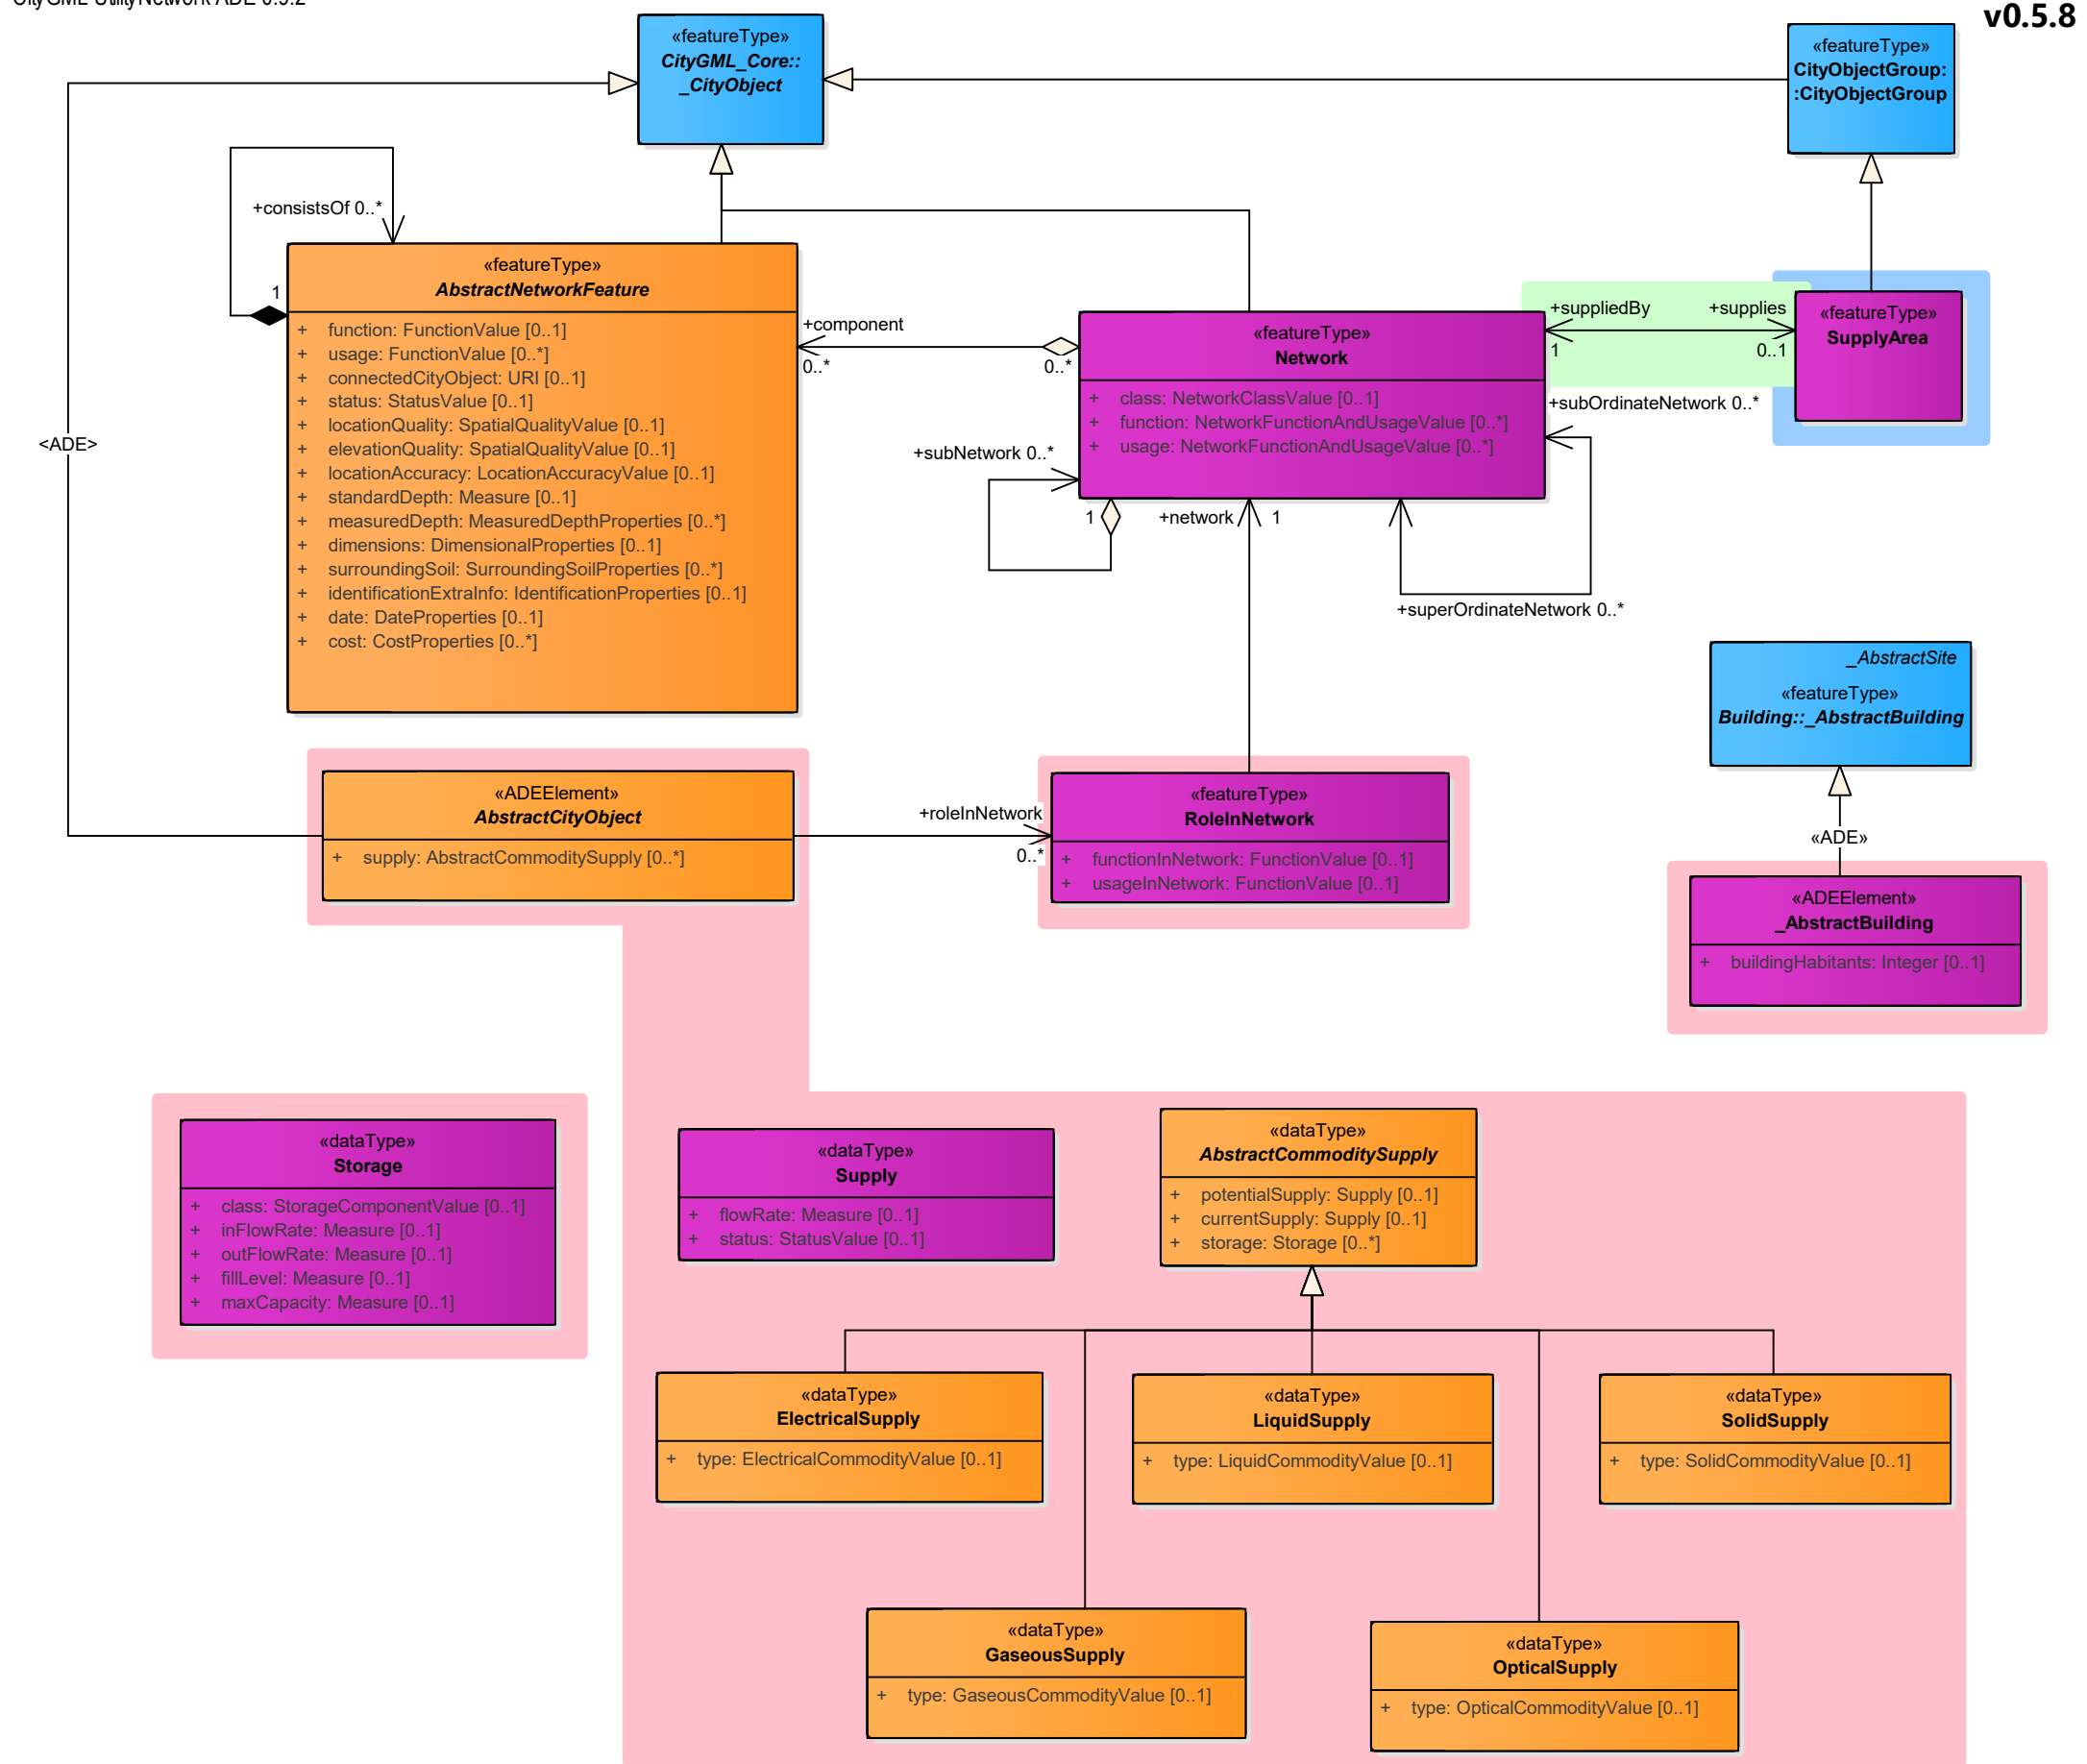 CityGML UtilityNetwork ADE 0.9.2
v0.5.8
«featureType»
CityGML_Core::
_CityObject
«featureType»
CityObjectGroup:
:CityObjectGroup
+consistsOf 0..*
1
«featureType»
AbstractNetworkFeature
+ function: FunctionValue [0..1]
+ usage: FunctionValue [0..*]
+ connectedCityObject: URI [0..1]
+ status: StatusValue [0..1]
+ locationQuality: SpatialQualityValue [0..1]
+ elevationQuality: SpatialQualityValue [0..1]
+ locationAccuracy: LocationAccuracyValue [0..1]
+ standardDepth: Measure [0..1]
+ measuredDepth: MeasuredDepthProperties [0..*]
+ dimensions: DimensionalProperties [0..1]
+ surroundingSoil: SurroundingSoilProperties [0..*]
+ identificationExtraInfo: IdentificationProperties [0..1]
+ date: DateProperties [0..1]
+ cost: CostProperties [0..*]
<ADE>
+component
0..*
0..*
«featureType»
Network
+ class: NetworkClassValue [0..1]
+ function: NetworkFunctionAndUsageValue [0..*]
+ usage: NetworkFunctionAndUsageValue [0..*]
+suppliedBy
+supplies
1
0..1
«featureType»
SupplyArea
+subOrdinateNetwork 0..*
+subNetwork 0..*
1
+network
1
+superOrdinateNetwork 0..*
_AbstractSite
«featureType»
Building::_AbstractBuilding
«ADE»
«ADEElement»
_AbstractBuilding
+ buildingHabitants: Integer [0..1]
«ADEElement»
AbstractCityObject
+ supply: AbstractCommoditySupply [0..*]
+roleInNetwork
0..*
«featureType»
RoleInNetwork
+ functionInNetwork: FunctionValue [0..1]
+ usageInNetwork: FunctionValue [0..1]
«dataType»
Storage
+ class: StorageComponentValue [0..1]
+ inFlowRate: Measure [0..1]
+ outFlowRate: Measure [0..1]
+ fillLevel: Measure [0..1]
+ maxCapacity: Measure [0..1]
«dataType»
Supply
+ flowRate: Measure [0..1]
+ status: StatusValue [0..1]
«dataType»
AbstractCommoditySupply
+ potentialSupply: Supply [0..1]
+ currentSupply: Supply [0..1]
+ storage: Storage [0..*]
«dataType»
ElectricalSupply
+ type: ElectricalCommodityValue [0..1]
«dataType»
LiquidSupply
+ type: LiquidCommodityValue [0..1]
«dataType»
SolidSupply
+ type: SolidCommodityValue [0..1]
«dataType»
GaseousSupply
+ type: GaseousCommodityValue [0..1]
«dataType»
OpticalSupply
+ type: OpticalCommodityValue [0..1]